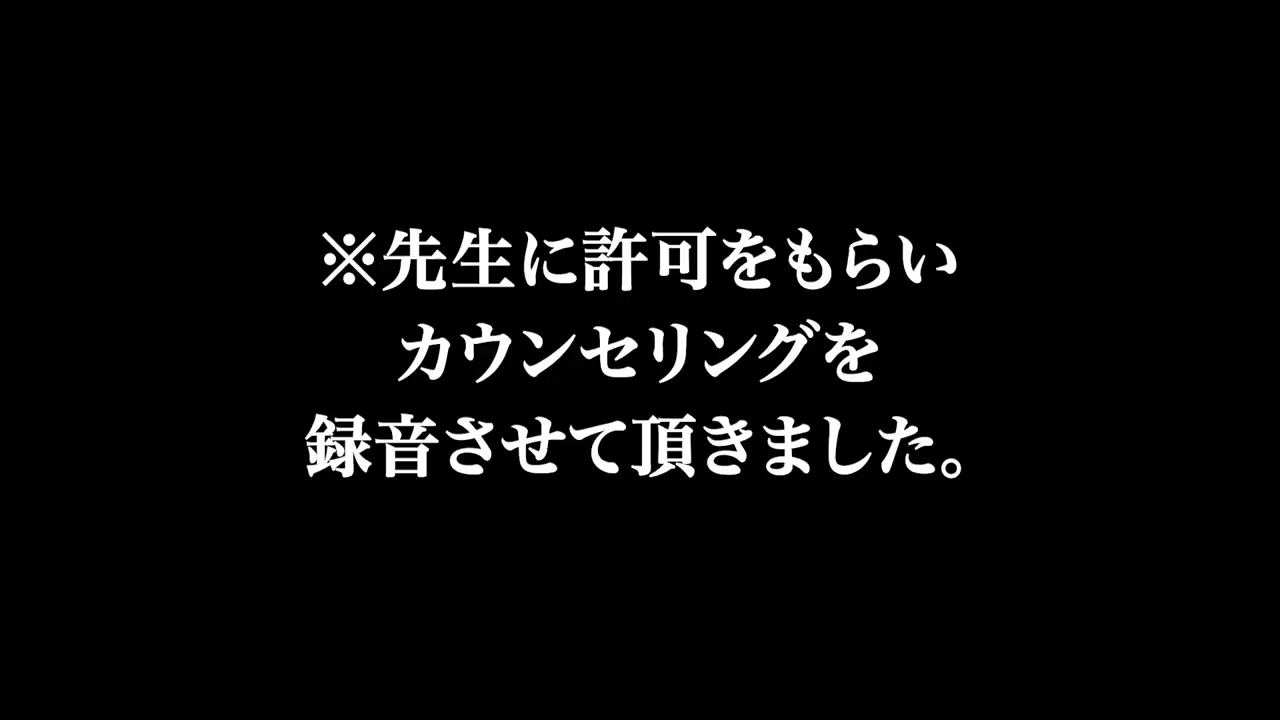 ※先生に許可をもらい
カウンセリングを
録音させて頂きました。